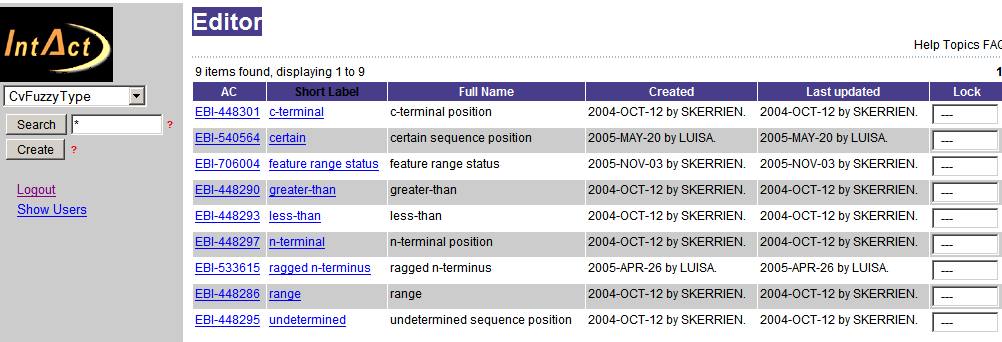 IntAct
CvFuzzyType
Search * ?
Create ?
Logout
Show Users
Editor
Help Topics FAQ
9 items found, displaying 1 to 9 1
AC Short Label Full Name Created Last updated Lock
EBI-448301 c-terminal c-terminal position 2004-OCT-12 by SKERRIEN. 2004-OCT-12 by SKERRIEN. ---
EBI-540564 certain certain sequence position 2005-MAY-20 by LUISA. 2005-MAY-20 by LUISA. ---
EBI-706004 feature range status feature range status 2005-NOV-03 by SKERRIEN. 2005-NOV-03 by SKERRIEN. ---
EBI-448290 greater-than greater-than 2004-OCT-12 by SKERRIEN. 2004-OCT-12 by SKERRIEN. ---
EBI-448293 less-than less-than 2004-OCT-12 by SKERRIEN. 2004-OCT-12 by SKERRIEN. ---
EBI-448297 n-terminal n-terminal position 2004-OCT-12 by SKERRIEN. 2004-OCT-12 by SKERRIEN. ---
EBI-533615 ragged n-terminus ragged n-terminus 2005-APR-26 by LUISA. 2005-APR-26 by LUISA. ---
EBI-448286 range range 2004-OCT-12 by SKERRIEN. 2004-OCT-12 by SKERRIEN. ---
EBI-448295 undetermined undetermined sequence position 2004-OCT-12 by SKERRIEN. 2004-OCT-12 by SKERRIEN. ---